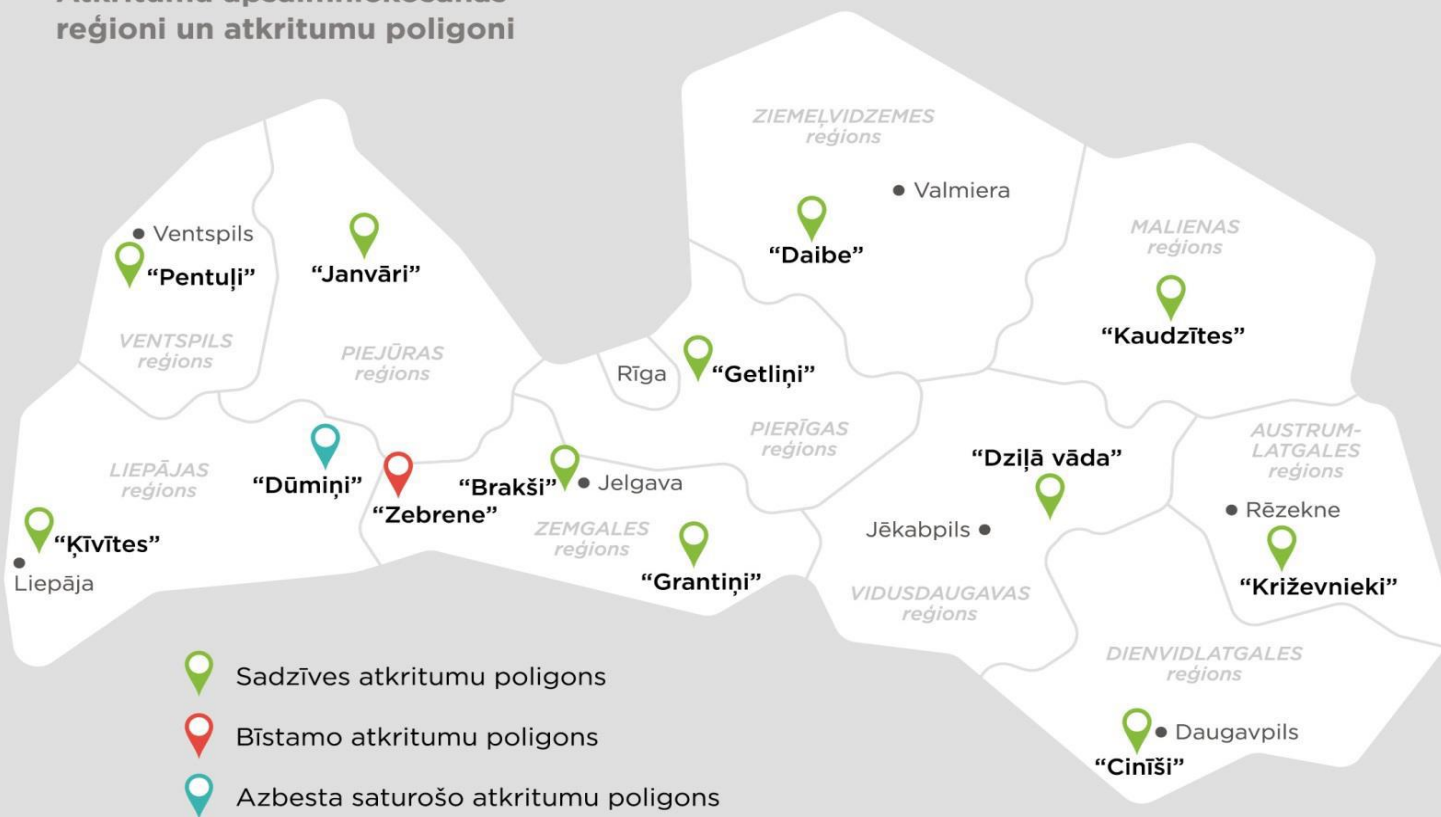 Atkritumu apsaimniekošanas
reģioni un atkritumu poligoni
ZIEMEĻVIDZEMES
reģions
Valmiera
“Daibe”
MALIENAS
reģions
“Kaudzītes”
Ventspils
“Pentuļi”
VENTSPILS
reģions
“Janvāri”
PIEJŪRAS
reģions
Rīga
“Getliņi”
PIERĪGAS
reģions
LIEPĀJAS
reģions
“Dūmiņi”
“Zebrene”
“Ķīvītes”
Liepāja
“Brakši”
Jelgava
ZEMGALES
reģions
“Grantiņi”
“Dziļā vāda”
Jēkabpils
VIDUSDAUGAVAS
reģions
AUSTRUM-
LATGALES
reģions
Rēzekne
“Križevnieki”
DIENVIDLATGALES
reģions
Daugavpils
“Cinīši”
Sadzīves atkritumu poligons
Bīstamo atkritumu poligons
Azbesta saturošo atkritumu poligons